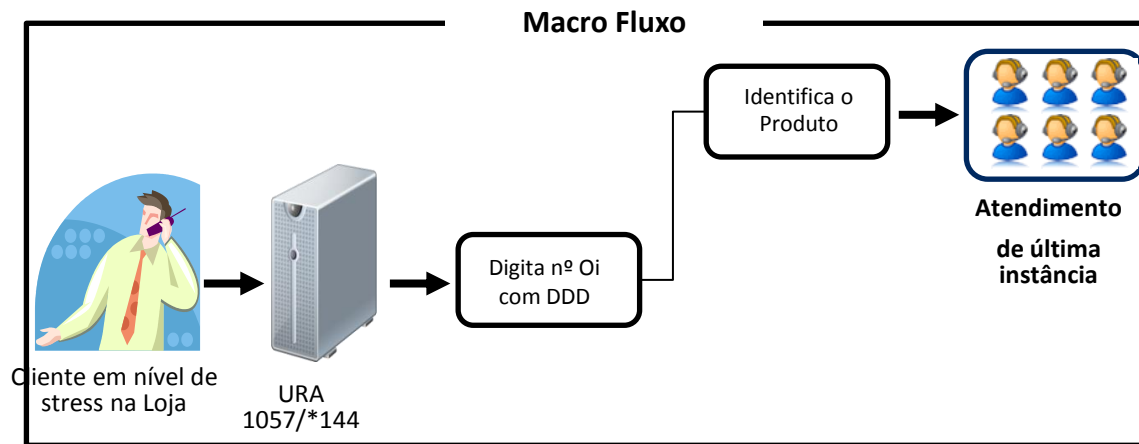 Macro Fluxo
Cliente em nível de
stress na Loja
URA
1057/*144
Digita nº Oi
com DDD
Identifica o
Produto
Atendimento
de última
instância